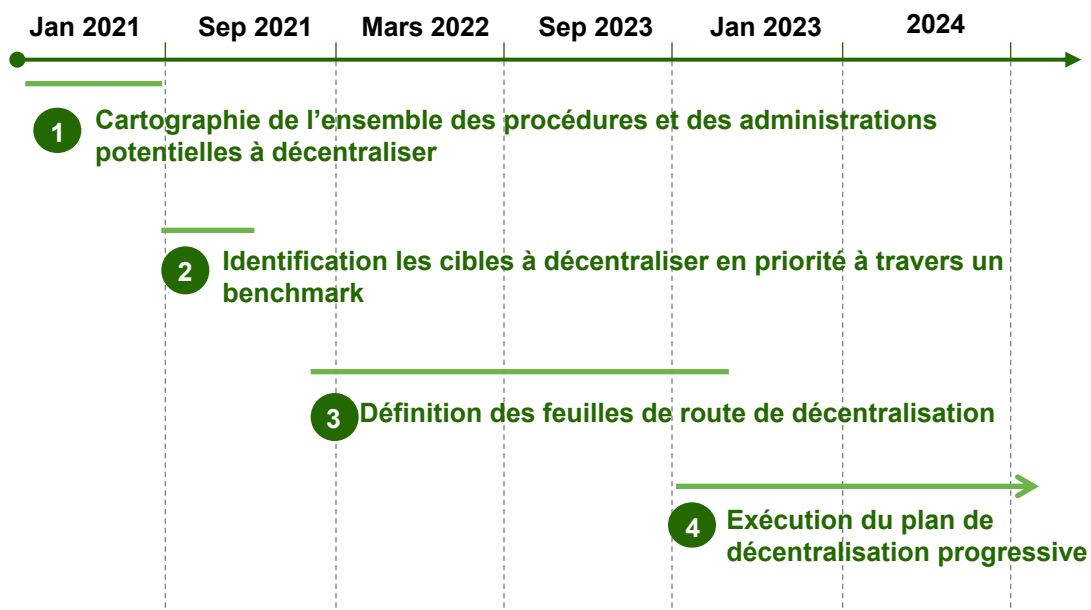 Jan 2021 Sep 2021 Mars 2022 Sep 2023 Jan 2023 2024
1 Cartographie de l'ensemble des procédures et des administrations
potentielles à décentraliser
2 Identification les cibles à décentraliser en priorité à travers un
benchmark
3 Définition des feuilles de route de décentralisation
4 Exécution du plan de
décentralisation progressive